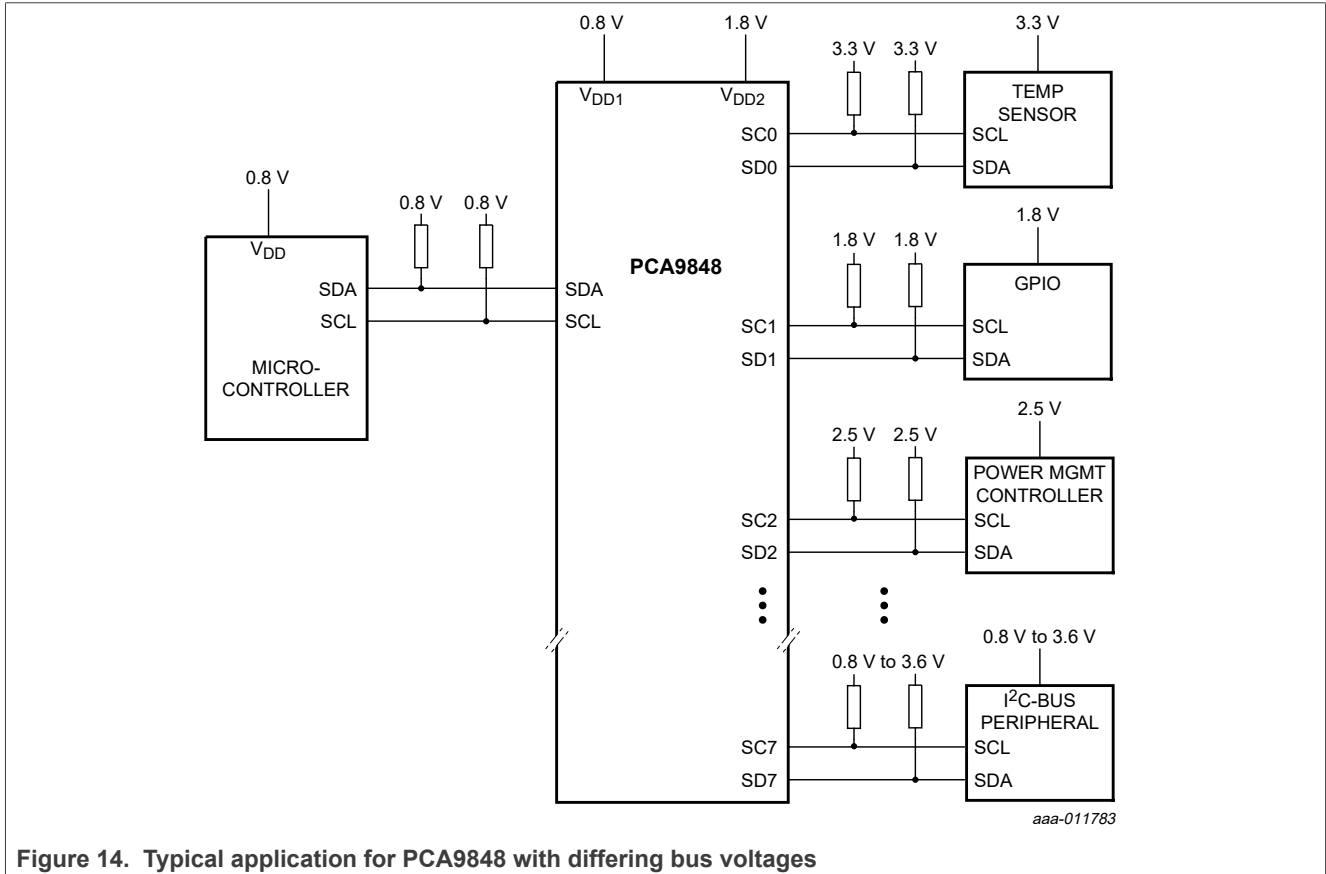 0.8 V 1.8 V 3.3 V
3.3 V 3.3 V
VDD1 VDD2
TEMP
SENSOR
SC0 SCL
SD0 SDA
0.8 V
0.8 V 0.8 V
VDD
1.8 V
1.8 V 1.8 V
PCA9848
GPIO
SDA SDA
SCL SCL
SC1 SCL
SD1 SDA
MICRO-
CONTROLLER
2.5 V
2.5 V 2.5 V
POWER MGMT
CONTROLLER
SC2 SCL
SD2 SDA
0.8 V to 3.6 V
0.8 V to 3.6 V
I2C-BUS
PERIPHERAL
SC7 SCL
SD7 SDA
aaa-011783
Figure 14. Typical application for PCA9848 with differing bus voltages